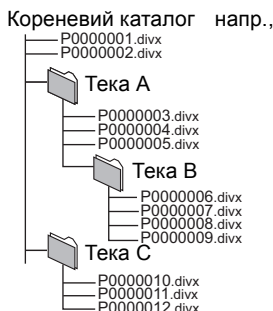 Кореневий каталог напр.,
P0000001.divx
P0000002.divx
Тека A
P0000003.divx
P0000004.divx
P0000005.divx
Тека B
P0000006.divx
P0000007.divx
P0000008.divx
P0000009.divx
Тека C
P0000010.divx
P0000011.divx
P0000012.divx